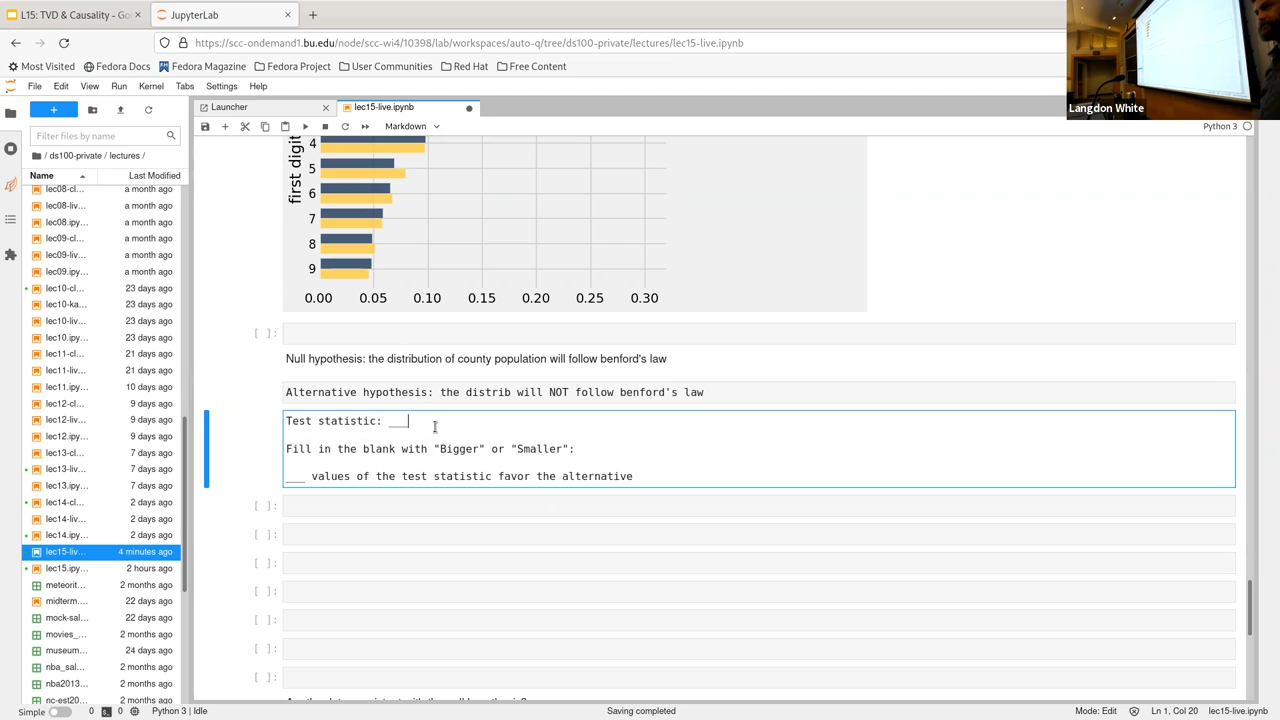 L15: TVD & Causality - Go
JupyterLab
https://scc-ondemand1.bu.edu/node/scc-wi4/10398/lab/workspaces/auto-q/tree/ds100-private/lectures/lec15-live.ipynb
Most Visited
Fedora Docs
Fedora Magazine
Fedora Project
User Communities
Red Hat
Free Content
Langdon White
File Edit View Run Kernel Tabs Settings Help
Launcher
lec15-live.ipynb
Filter files by name
Markdown
Python 3
/ ds100-private / lectures /
Name Last Modified
lec08-cl... a month ago
lec08-liv... a month ago
lec08.ipy... a month ago
lec09-cl... a month ago
lec09-liv... a month ago
lec09.ipy... a month ago
lec10-cl... 23 days ago
lec10-ka... 23 days ago
lec10-liv... 23 days ago
lec10.ipy... 23 days ago
lec11-cl... 21 days ago
lec11-liv... 21 days ago
lec11.ipy... 10 days ago
lec12-cl... 9 days ago
lec12-liv... 9 days ago
lec12.ipy... 9 days ago
lec13-cl... 7 days ago
lec13-liv... 7 days ago
lec13.ipy... 7 days ago
lec14-cl... 2 days ago
lec14-liv... 2 days ago
lec14.ipy... 2 days ago
lec15-liv... 4 minutes ago
lec15.ipy... 2 hours ago
meteorit... 2 months ago
midterm.... 22 days ago
mock-sal... 22 days ago
movies_... 2 months ago
museum... 24 days ago
nba_sal... 2 months ago
nba2013... 2 months ago
nc-est20... 2 months ago
first digit
4
5
6
7
8
9
0.00 0.05 0.10 0.15 0.20 0.25 0.30
[ ]:
Null hypothesis: the distribution of county population will follow benford's law
Alternative hypothesis: the distrib will NOT follow benford's law
Test statistic: ___
Fill in the blank with "Bigger" or "Smaller":
___ values of the test statistic favor the alternative
[ ]:
[ ]:
[ ]:
[ ]:
[ ]:
[ ]:
[ ]:
Simple 0 0 Python 3 | Idle Saving completed Mode: Edit Ln 1, Col 20 lec15-live.ipynb